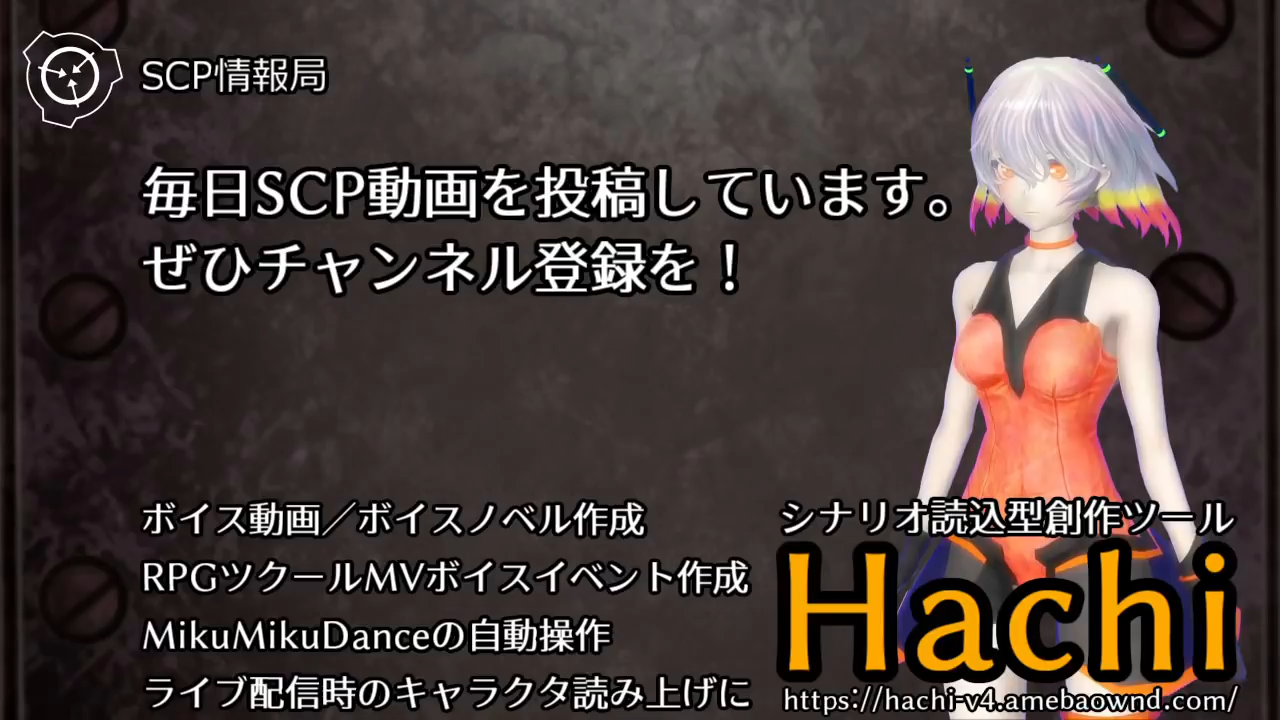 SCP情報局
毎日SCP動画を投稿しています。
ぜひチャンネル登録を！
ボイス動画／ボイスノベル作成
RPGツクールMVボイスイベント作成
MikuMikuDanceの自動操作
ライブ配信時のキャラクタ読み上げに
シナリオ読込型創作ツール
Hachi
https://hachi-v4.amebaownd.com/